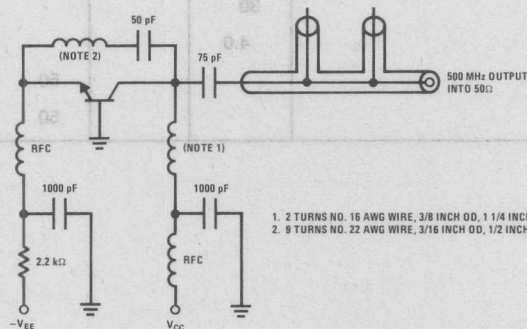 50 pF
(NOTE 2)
75 pF
500 MHz OUTPUT
INTO 50Ω
RFC
(NOTE 1)
1000 pF
1000 pF
1. 2 TURNS NO. 16 AWG WIRE, 3/8 INCH OD, 1 1/4 INCH
2. 9 TURNS NO. 22 AWG WIRE, 3/16 INCH OD, 1/2 INCH
2.2 kΩ
RFC
-VEE
VCC